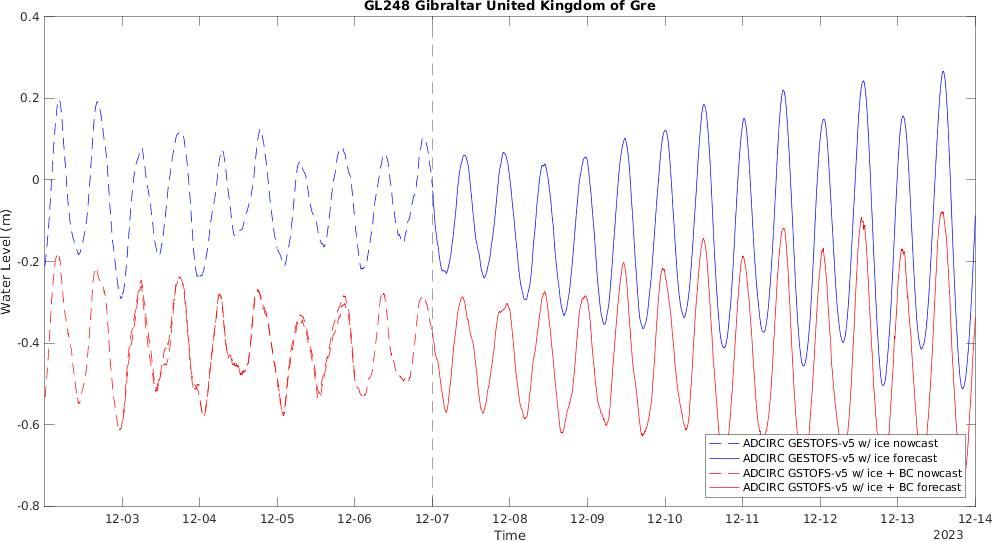 GL248 Gibraltar United Kingdom of Gre
0.4
0.2
0
-0.2
-0.4
-0.6
-0.8
Water Level (m)
12-03 12-04 12-05 12-06 12-07 12-08 12-09 12-10 12-11 12-12 12-13 12-14
Time
2023
ADCIRC GESTOFS-v5 w/ ice nowcast
ADCIRC GESTOFS-v5 w/ ice forecast
ADCIRC GSTOFS-v5 w/ ice + BC nowcast
ADCIRC GSTOFS-v5 w/ ice + BC forecast